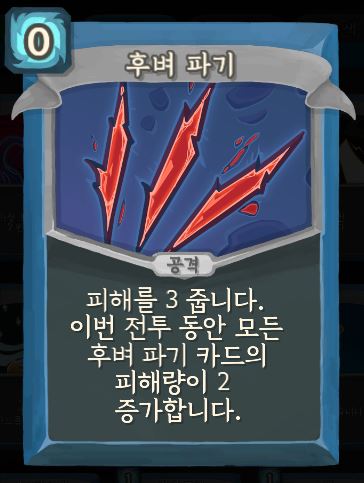 0
후벼 파기
공격
피해를 3 줍니다.
이번 전투 동안 모든
후벼 파기 카드의
피해량이 2
증가합니다.